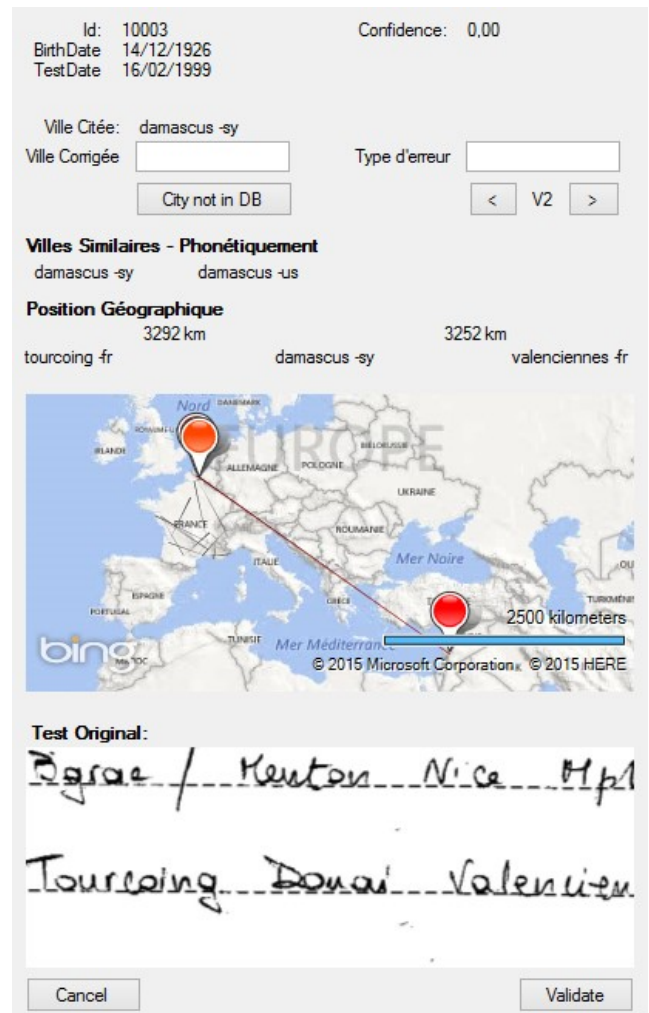 Id: 10003 Confidence: 0,00
BirthDate 14/12/1926
TestDate 16/02/1999
Ville Citée: damascus -sy
Ville Corrigée Type d'erreur
City not in DB < V2 >
Villes Similaires - Phonétiquement
damascus -sy damascus -us
Position Géographique
3292 km 3252 km
tourcoing -fr damascus -sy valenciennes -fr
Nord DANEMARK
IRLANDE
EUROPE BIÉLORUSSIE
ALLEMAGNE POLOGNE
UKRAINE
FRANCE ROUMANIE
ITALIE Mer Noire
ESPAGNE GRÈCE
PORTUGAL 2500 kilometers
TUNISIE Mer Méditerran
bing
© 2015 Microsoft Corporation © 2015 HERE
Test Original:
/ Menton Nice Mpl
Tourcoing Douai Valencien
Cancel Validate